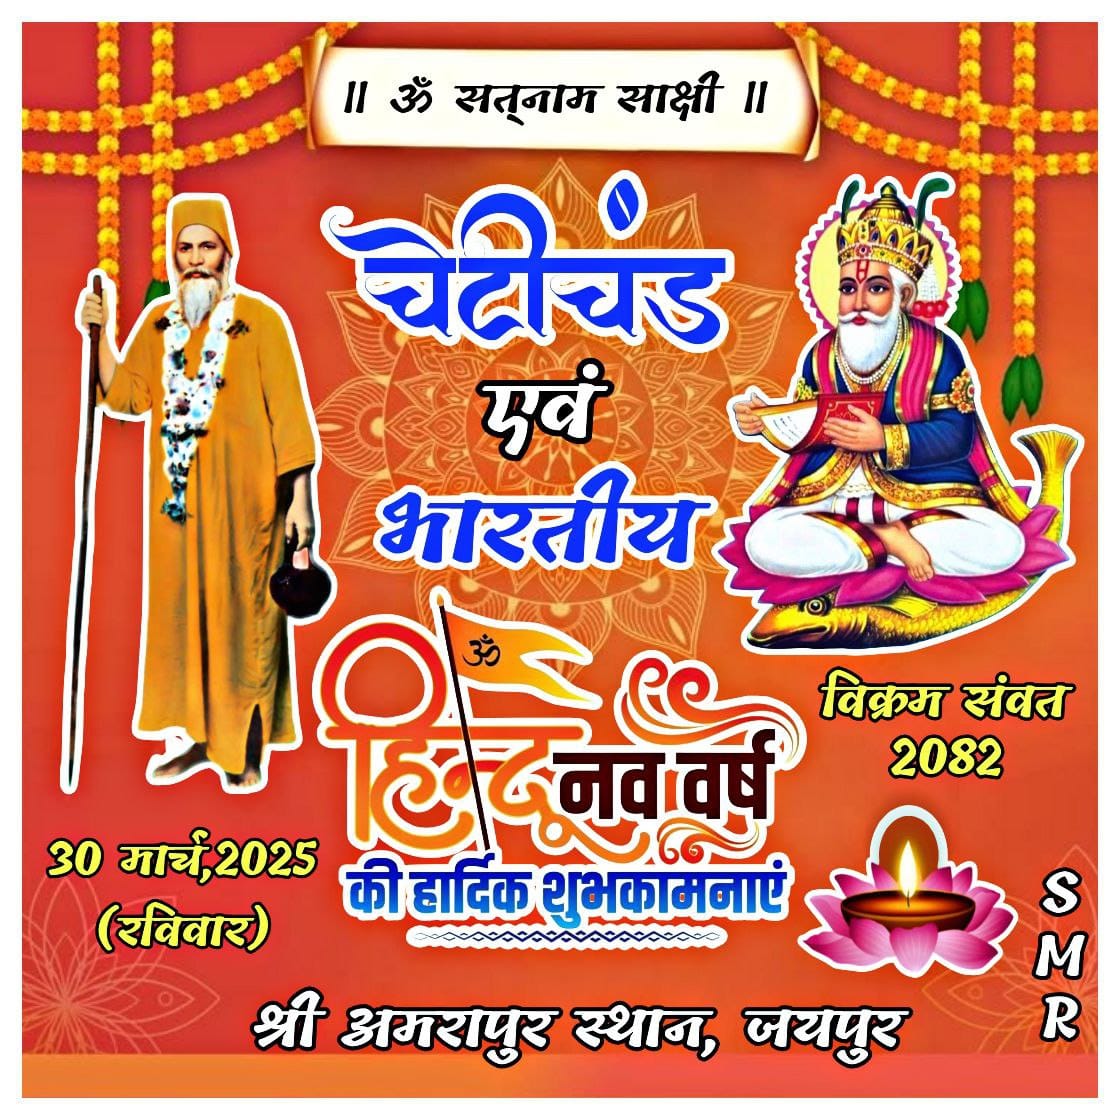 ॥ ॐ सत्नाम साक्षी ॥
चेटीचंड
एवं
भारतीय
ॐ
हिन्दू नव वर्ष
की हार्दिक शुभकामनाएं
विक्रम संवत
2082
30 मार्च,2025
(रविवार)
श्री अमरापुर स्थान, जयपुर
S
M
R